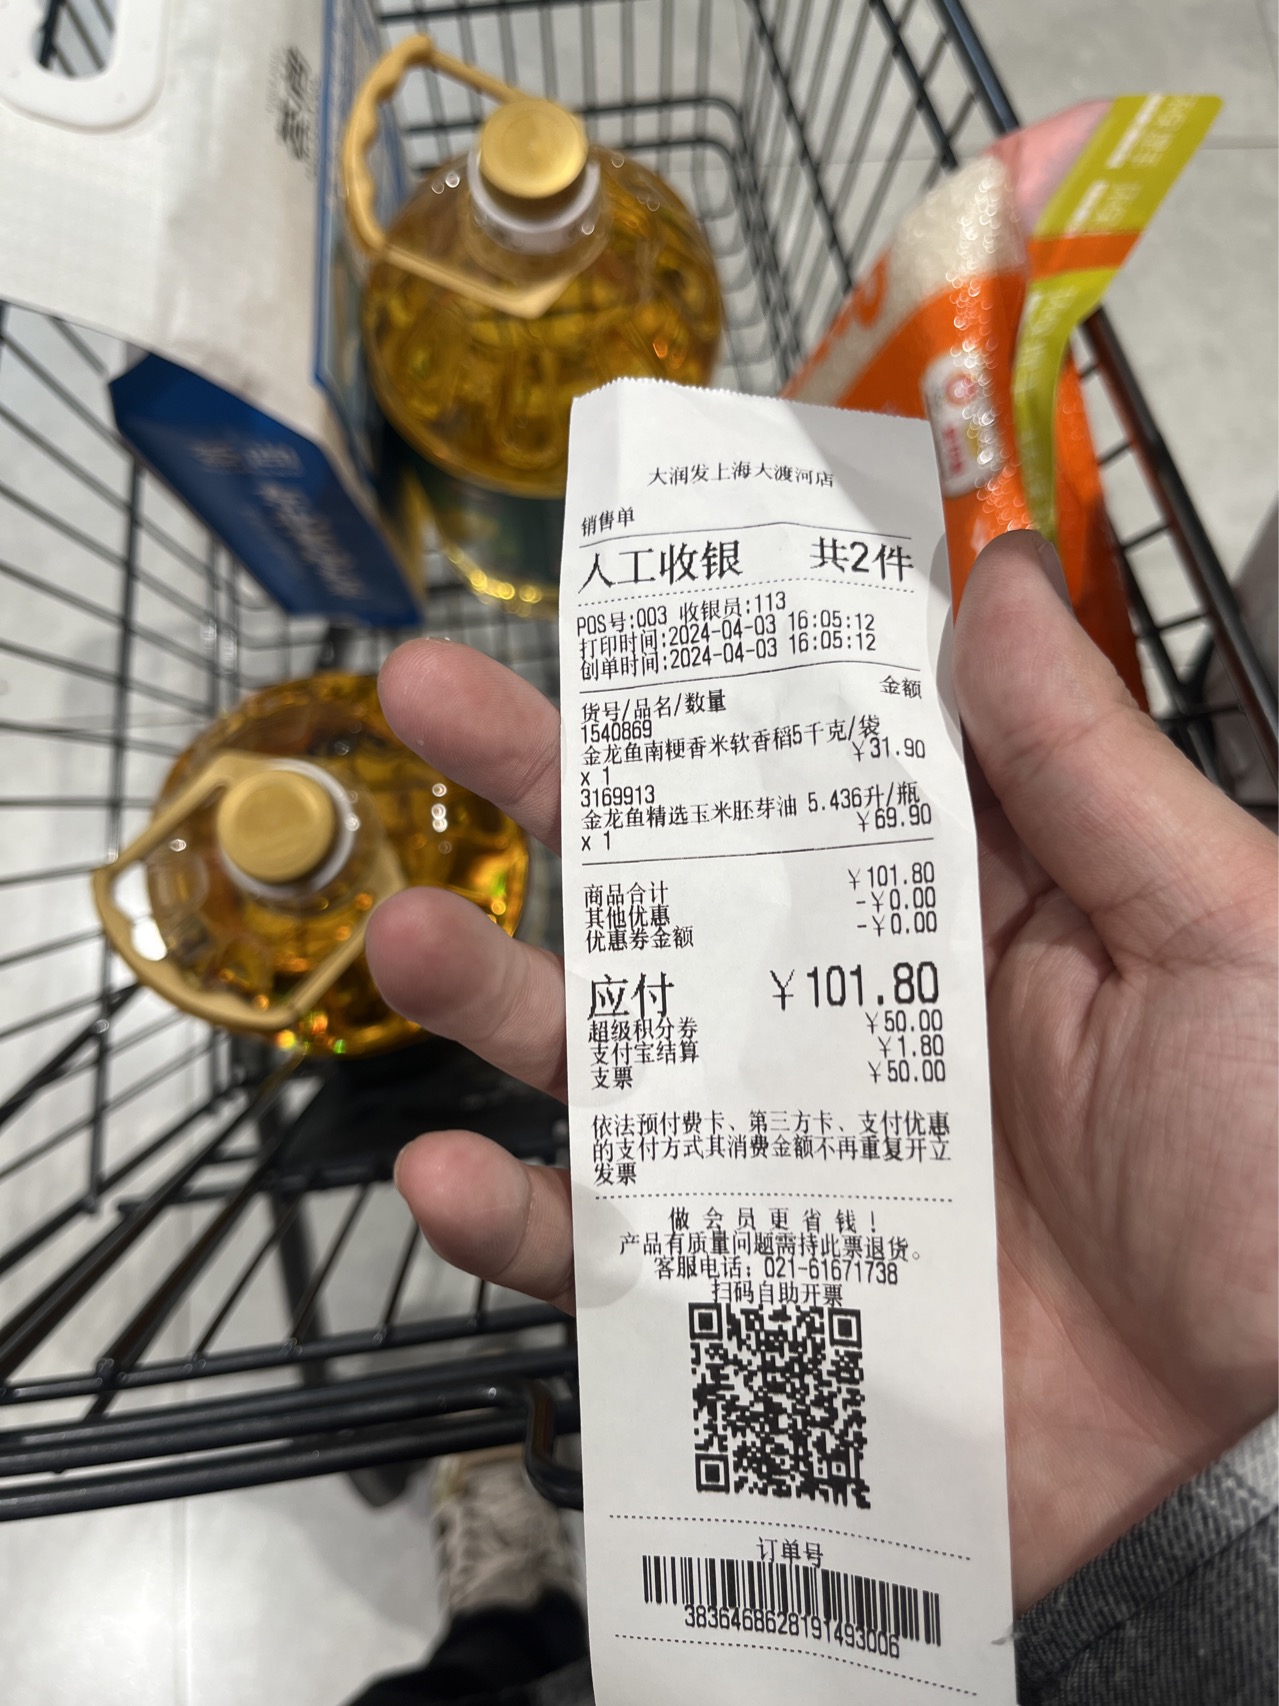 大润发上海大渡河店
销售单
人工收银 共2件
POS号:003 收银员:113
打印时间:2024-04-03 16:05:12
创单时间:2024-04-03 16:05:12
货号/品名/数量 金额
1540869
金龙鱼南粳香米软香稻5千克/袋
x 1 ￥31.90
3169913
金龙鱼精选玉米胚芽油 5.436升/瓶
x 1 ￥69.90
商品合计 ￥101.80
其他优惠 -￥0.00
优惠券金额 -￥0.00
应付 ￥101.80
超级积分券 ￥50.00
支付宝结算 ￥1.80
支票 ￥50.00
依法预付费卡、第三方卡、支付优惠
的支付方式其消费金额不再重复开立
发票
做会员更省钱！
产品有质量问题需持此票退货。
客服电话：021-61671738
扫码自助开票
订单号
3836468628191493006